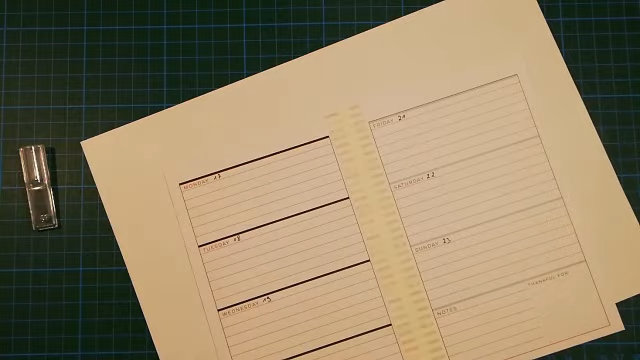 MONDAY 17
TUESDAY 18
WEDNESDAY 19
FRIDAY 21
SATURDAY 22
SUNDAY 23
NOTES
THANKFUL FOR